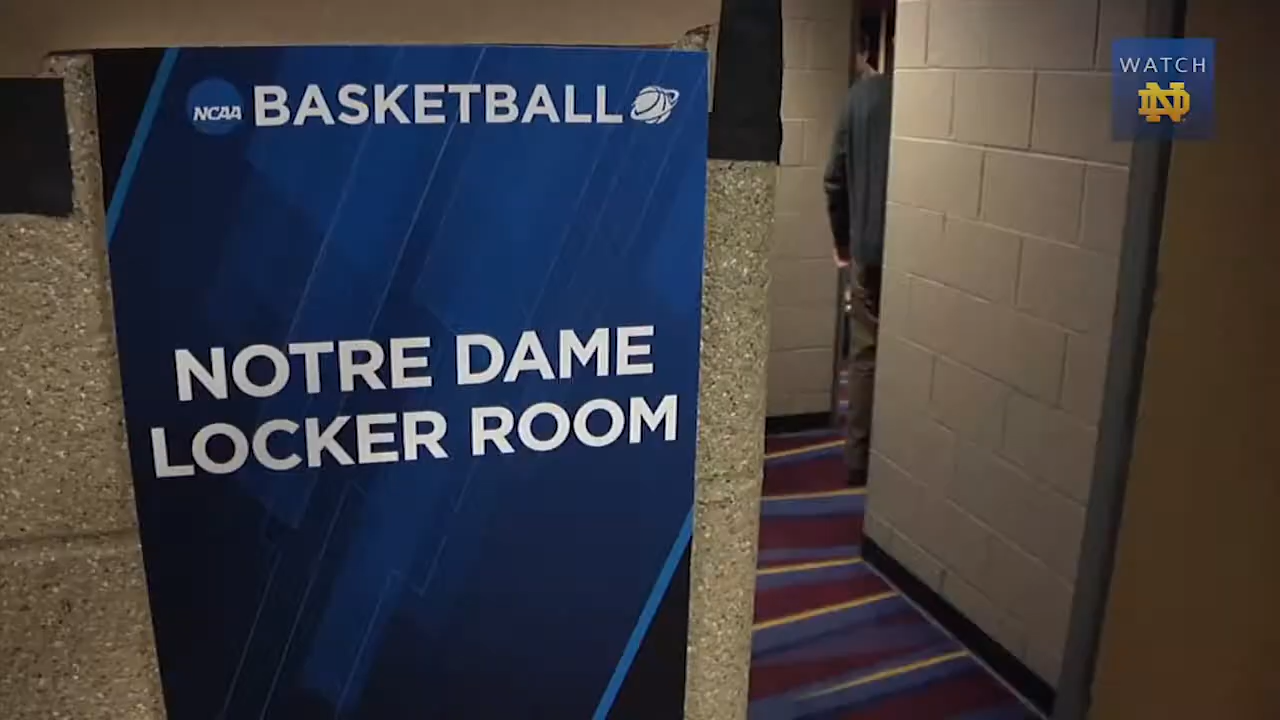 NCAA BASKETBALL
WATCH
ND
NOTRE DAME
LOCKER ROOM